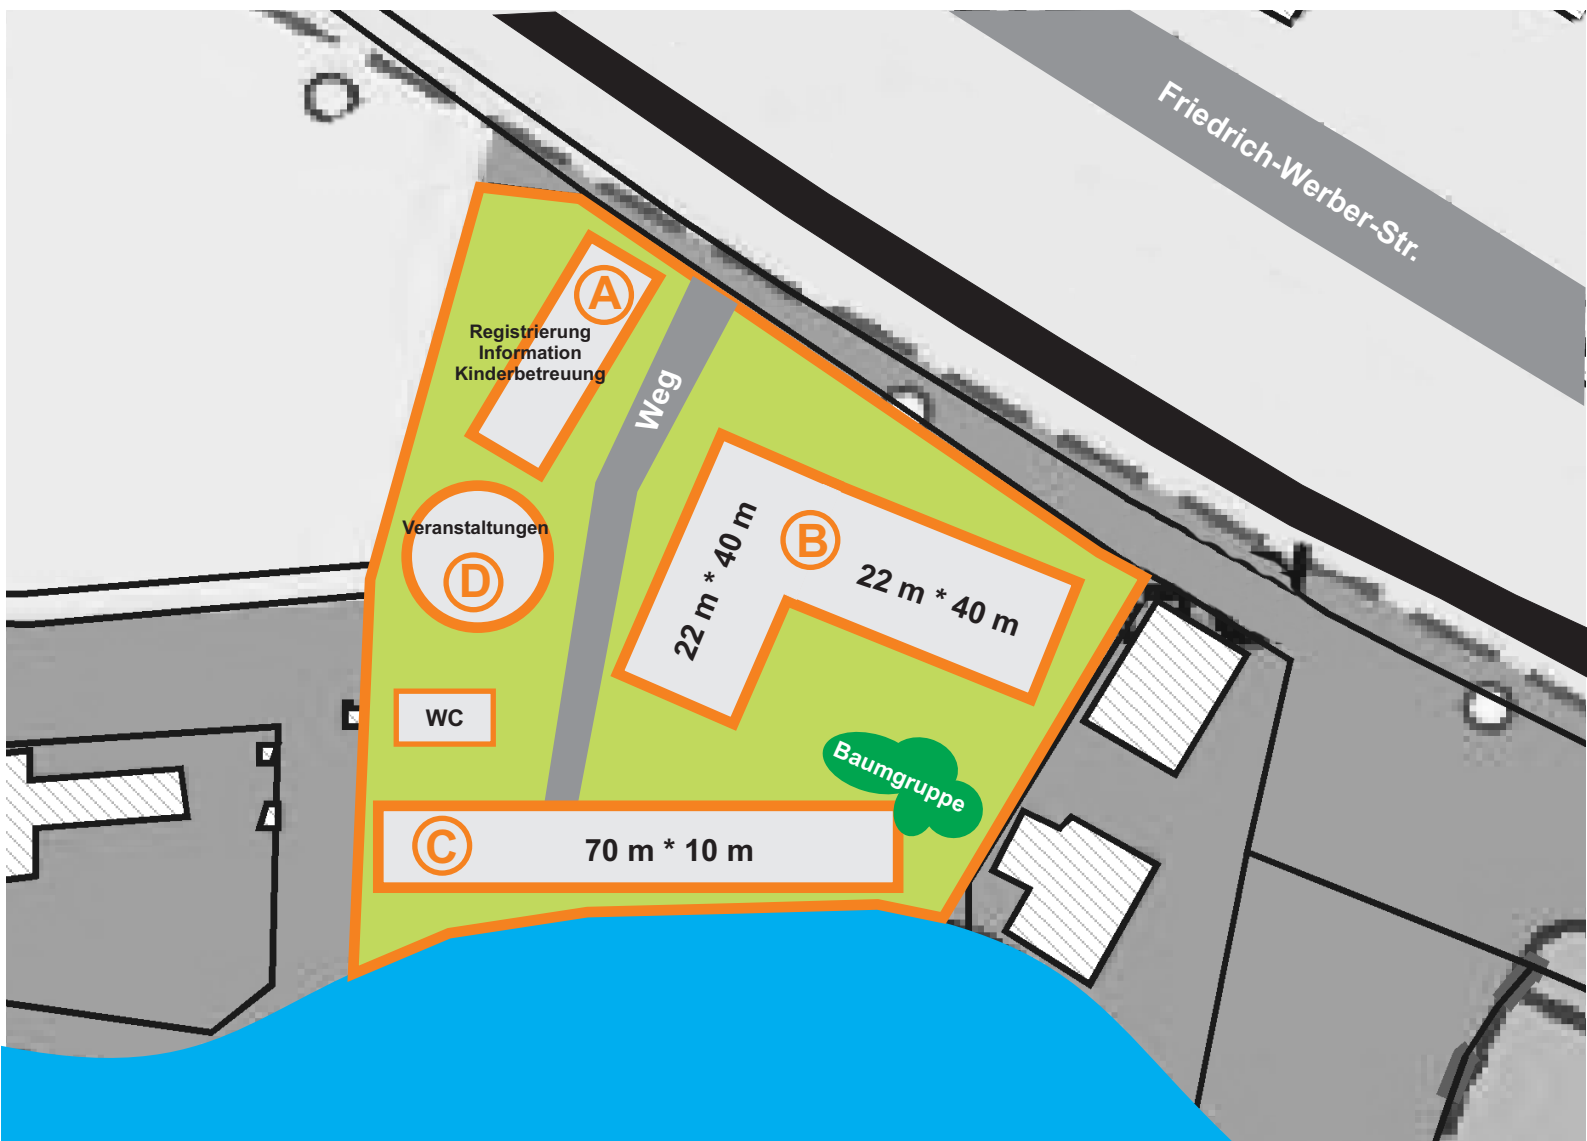 Friedrich-Werber-Str.
A
Registrierung
Information
Kinderbetreuung
Weg
Veranstaltungen
D
B
22 m * 40 m
22 m * 40 m
WC
Baumgruppe
C
70 m * 10 m